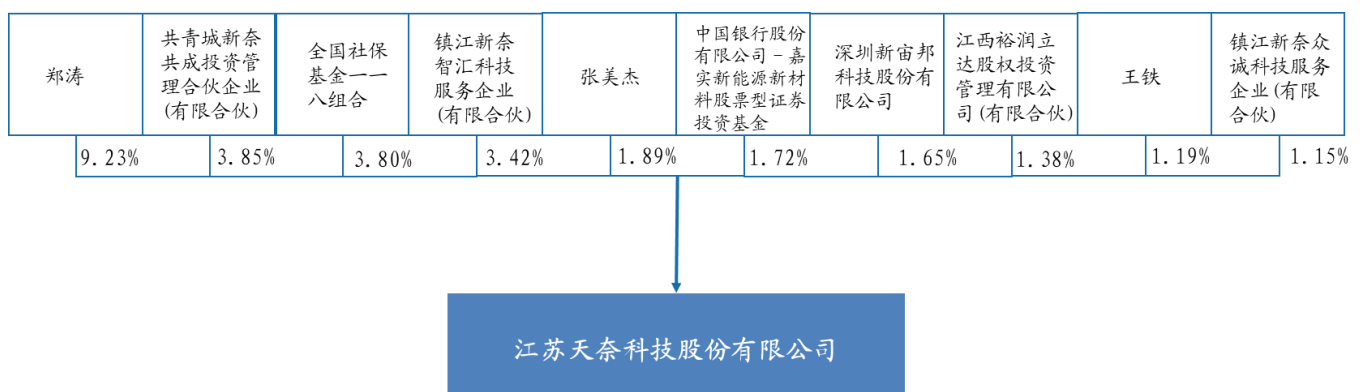 郑涛
共青城新奈
共成投资管
理合伙企业
(有限合伙)
全国社保
基金一一
八组合
镇江新奈
智汇科技
服务企业
(有限合伙)
张美杰
中国银行股份
有限公司－嘉
实新能源新材
料股票型证券
投资基金
深圳新宙邦
科技股份有
限公司
江西裕润立
达股权投资
管理有限公
司(有限合伙)
王铁
镇江新奈众
诚科技服务
企业(有限
合伙)
9.23%
3.85%
3.80%
3.42%
1.89%
1.72%
1.65%
1.38%
1.19%
1.15%
江苏天奈科技股份有限公司